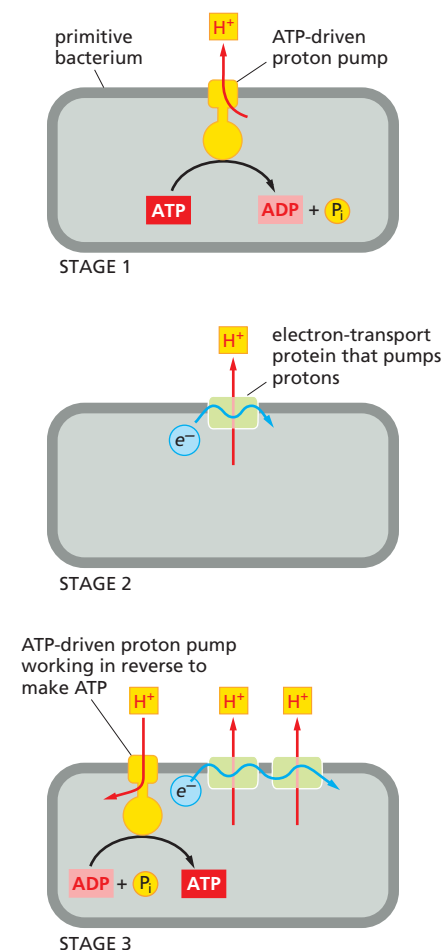 H+
primitive
bacterium
ATP-driven
proton pump
ATP
ADP + Pi
STAGE 1
H+
electron-transport
protein that pumps
protons
e–
STAGE 2
ATP-driven proton pump
working in reverse to
make ATP
H+ H+ H+
e–
ADP + Pi ATP
STAGE 3